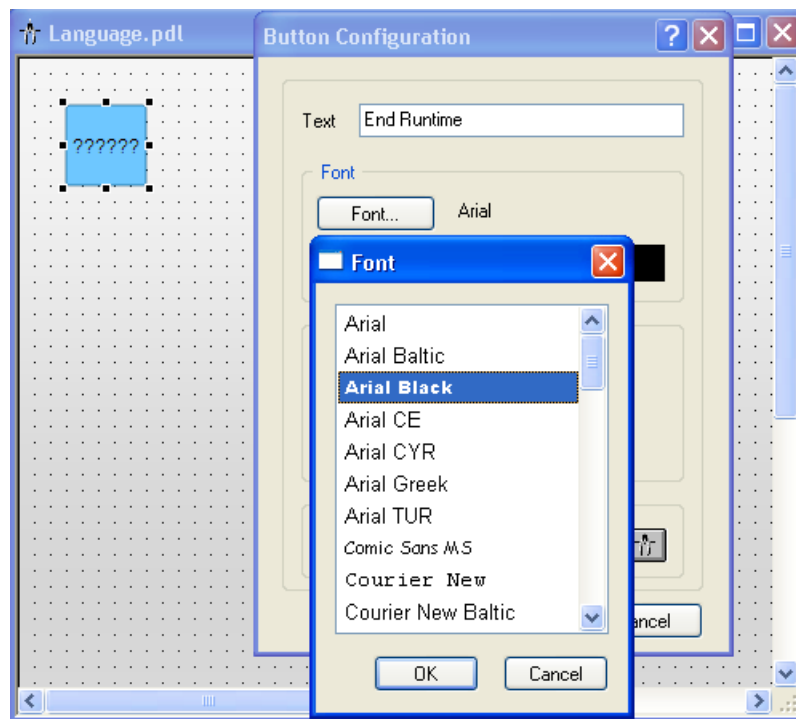 Language.pdl
Button Configuration
??????
Text
End Runtime
Font
Font...
Arial
Font
Arial
Arial Baltic
Arial Black
Arial CE
Arial CYR
Arial Greek
Arial TUR
Comic Sans MS
Courier New
Courier New Baltic
OK
Cancel
ancel